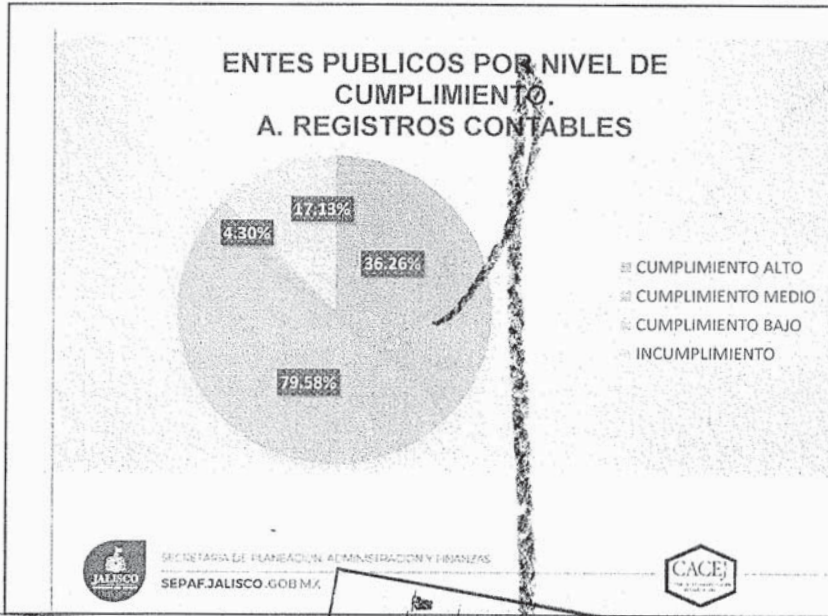 ENTES PUBLICOS POR NIVEL DE
CUMPLIMIENTO.
A. REGISTROS CONTABLES
17.13%
4.30%
36.26%
79.58%
CUMPLIMIENTO ALTO
CUMPLIMIENTO MEDIO
CUMPLIMIENTO BAJO
INCUMPLIMIENTO
SECRETARIA DE PLANEACION, ADMINISTRACION Y FINANZAS
SEPAF.JALISCO.GOB MX
JALISCO
CACEJ